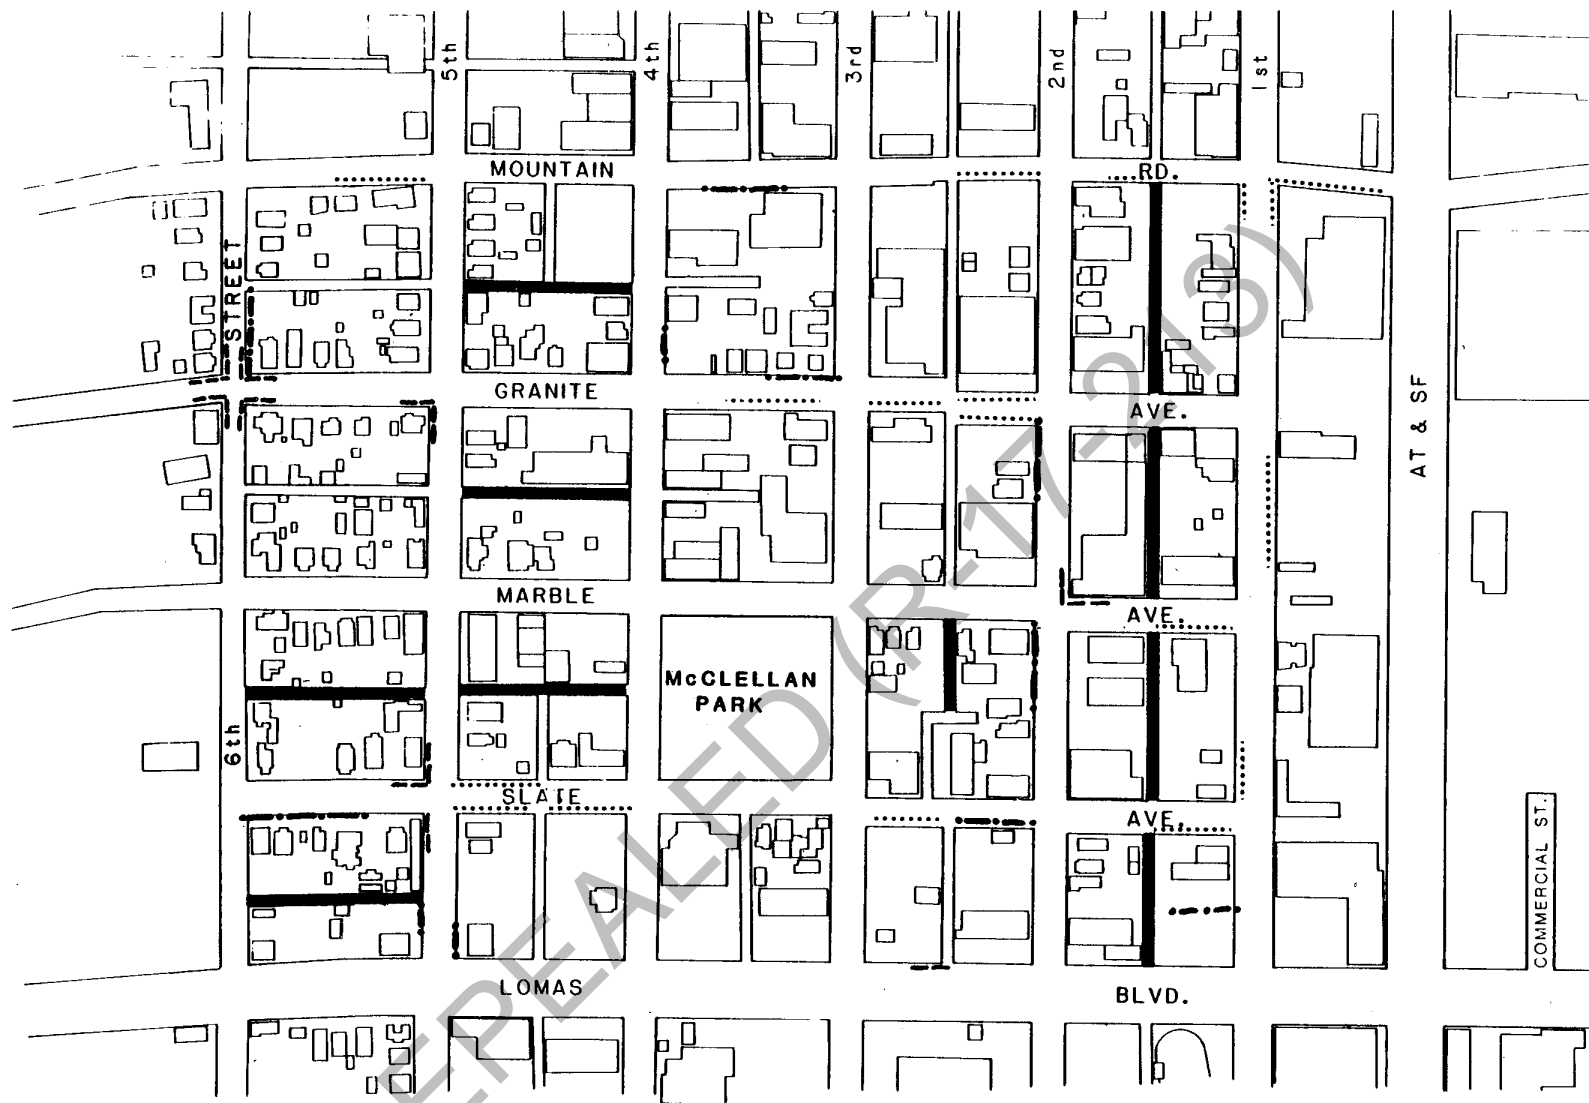 5th
4th
3rd
2nd
1st
MOUNTAIN
RD.
STREET
GRANITE
AVE.
AT & SF
MARBLE
AVE.
McCLELLAN
PARK
6th
SLATE
AVE.
COMMERCIAL ST.
LOMAS
BLVD.
EPEALED (R-17-213)